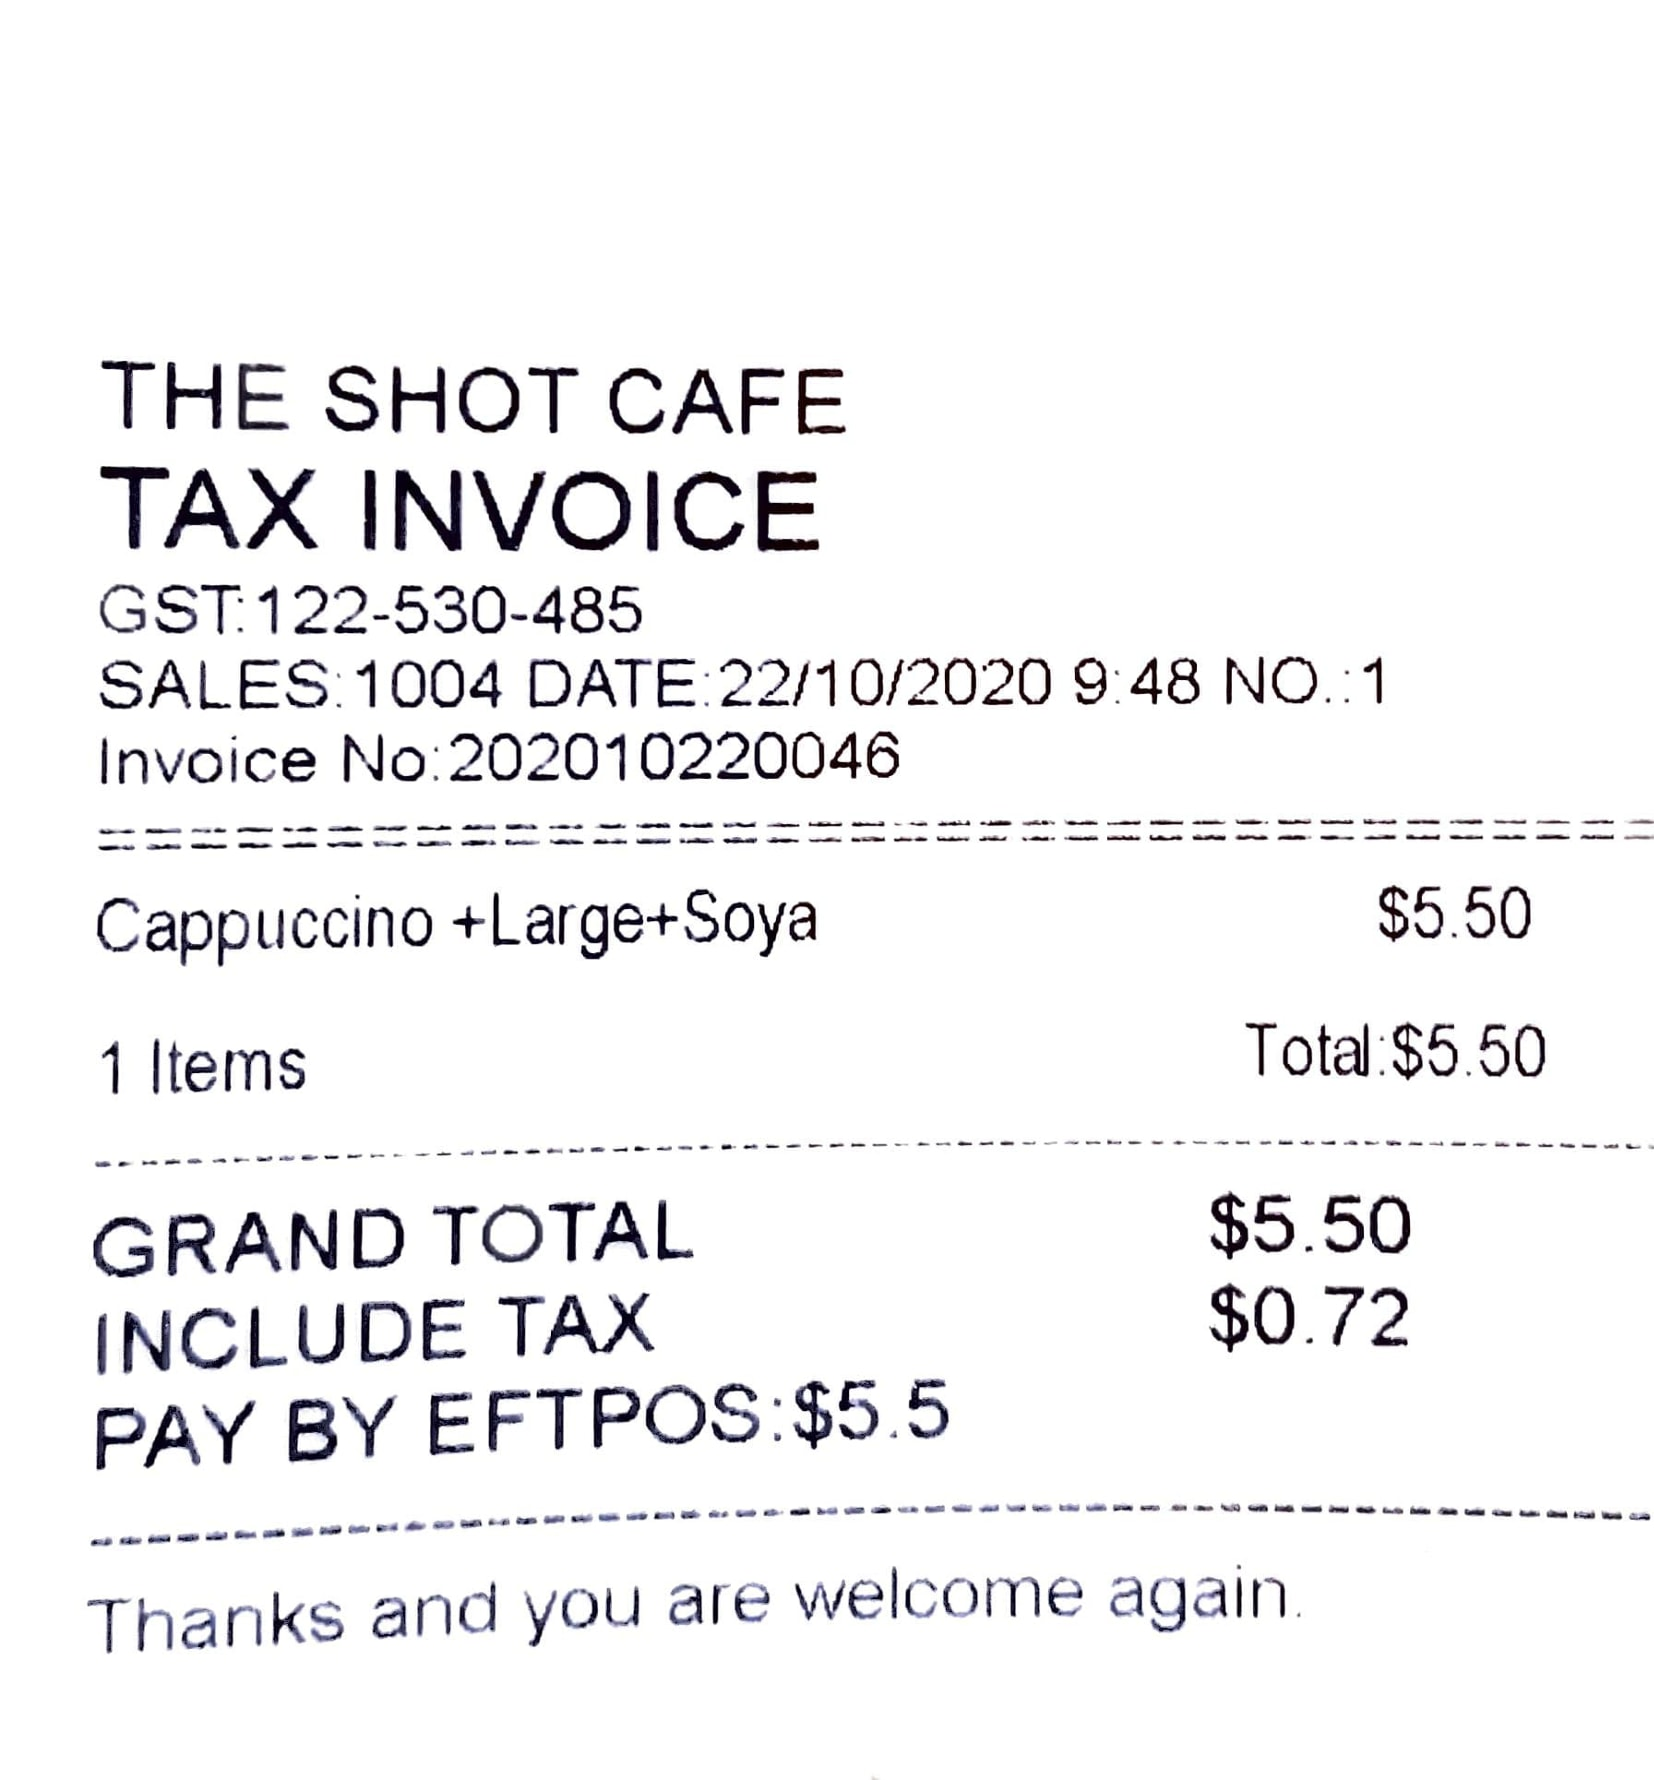 THE SHOT CAFE
TAX INVOICE
GST:122-530-485
SALES:1004 DATE:22/10/2020 9:48 NO.:1
Invoice No:202010220046
Cappuccino +Large+Soya $5.50
1 Items Total:$5.50
GRAND TOTAL $5.50
INCLUDE TAX $0.72
PAY BY EFTPOS:$5.5
Thanks and you are welcome again.